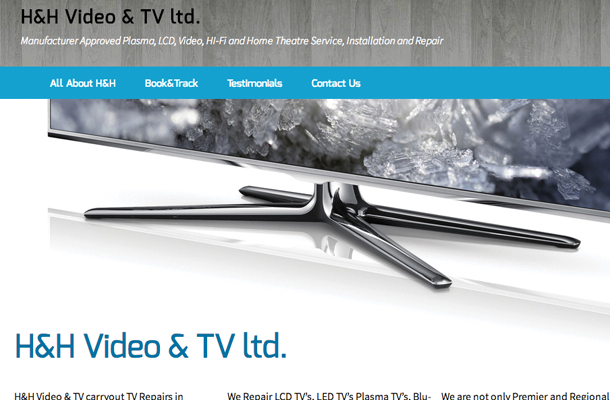 H&H Video & TV ltd.
Manufacturer Approved Plasma, LCD, Video, HI-Fi and Home Theatre Service, Installation and Repair
All About H&H Book&Track Testimonials Contact Us
H&H Video & TV ltd.
H&H Video & TV carryout TV Repairs in We Repair LCD TV's, LED TV's Plasma TV's, Blu- We are not only Premier and Regional